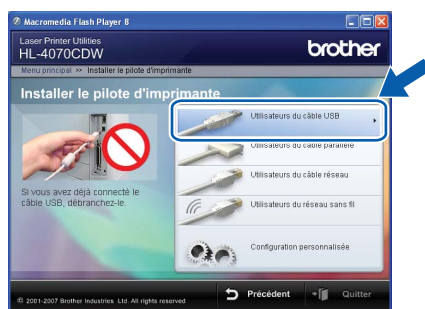 Macromedia Flash Player 8
Laser Printer Utilities
HL-4070CDW
brother
Menu principal >> Installer le pilote d'imprimante
Installer le pilote d'imprimante
Utilisateurs du câble USB
Utilisateurs du câble parallèle
Utilisateurs du câble réseau
Utilisateurs du réseau sans fil
Configuration personnalisée
Si vous avez déjà connecté le
câble USB, débranchez-le.
© 2001-2007 Brother Industries Ltd. All rights reserved
Précédent
Quitter